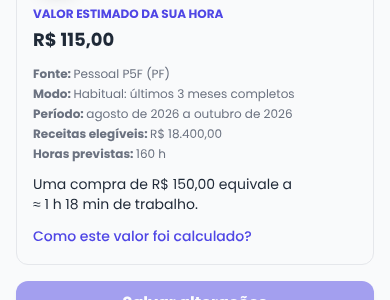 VALOR ESTIMADO DA SUA HORA
R$ 115,00
Fonte: Pessoal P5F (PF)
Modo: Habitual: últimos 3 meses completos
Período: agosto de 2026 a outubro de 2026
Receitas elegíveis: R$ 18.400,00
Horas previstas: 160 h
Uma compra de R$ 150,00 equivale a
≈ 1 h 18 min de trabalho.
Como este valor foi calculado?
Salvar alterações